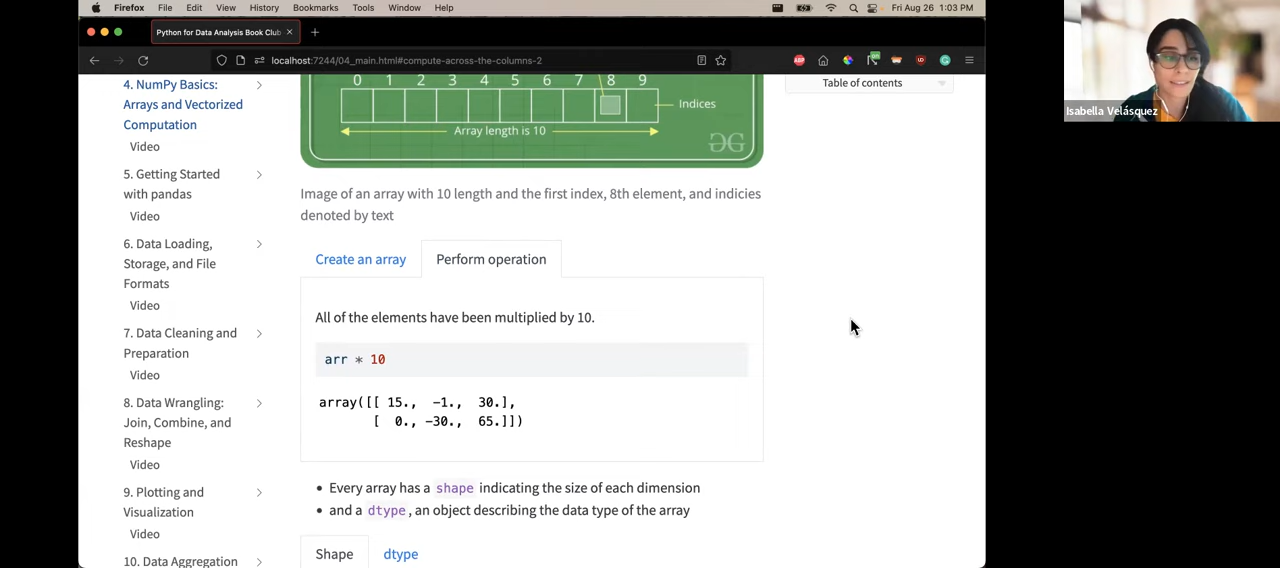 Firefox File Edit View History Bookmarks Tools Window Help Fri Aug 26 1:03 PM
Python for Data Analysis Book Club
localhost:7244/04_main.html#compute-across-the-columns-2
4. NumPy Basics:
Arrays and Vectorized
Computation
Video
5. Getting Started
with pandas
Video
6. Data Loading,
Storage, and File
Formats
Video
7. Data Cleaning and
Preparation
Video
8. Data Wrangling:
Join, Combine, and
Reshape
Video
9. Plotting and
Visualization
Video
10. Data Aggregation
0 1 2 3 4 5 6 7 8 9
Indices
Array length is 10
Image of an array with 10 length and the first index, 8th element, and indicies
denoted by text
Create an array Perform operation
All of the elements have been multiplied by 10.
arr * 10
array([[ 15., -1., 30.],
[ 0., -30., 65.]])
Every array has a shape indicating the size of each dimension
and a dtype, an object describing the data type of the array
Shape dtype
Table of contents
Isabella Velásquez